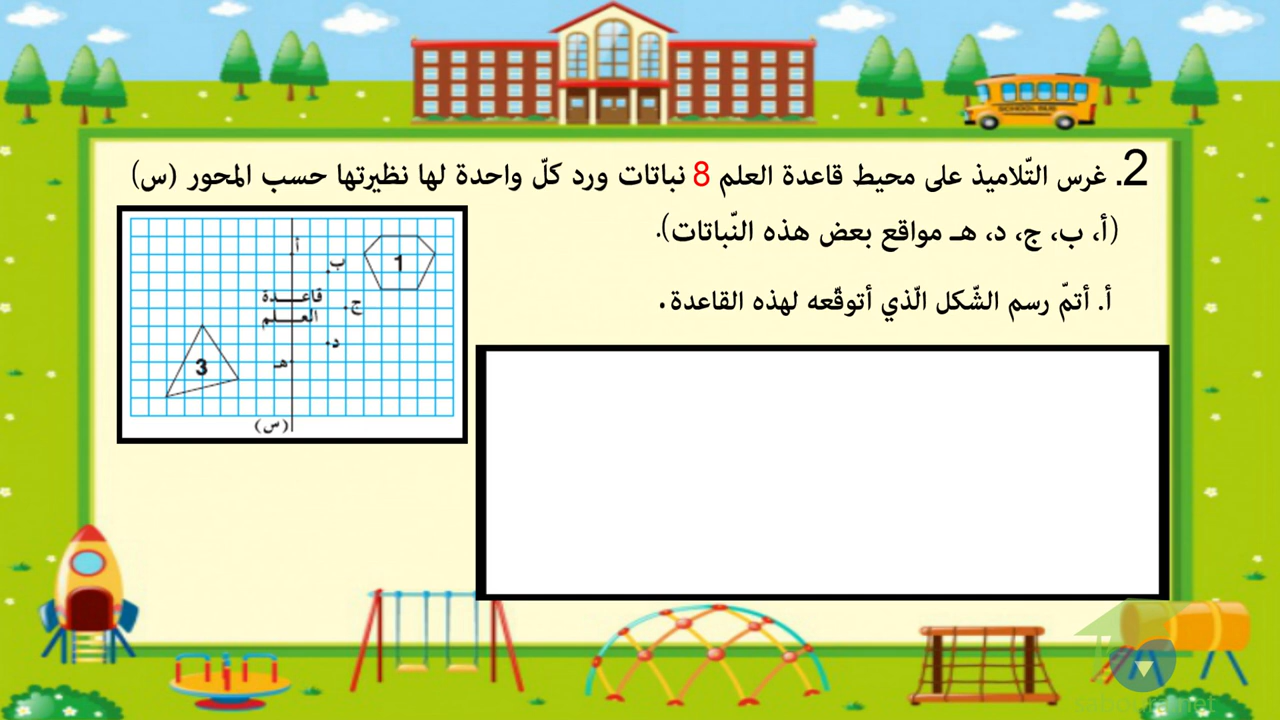 SCHOOL BUS
2. غرس التّلاميذ على محيط قاعدة العلم 8 نباتات ورد كلّ واحدة لها نظيرتها حسب المحور (س)
(أ، ب، ج، د، هـ مواقع بعض هذه النّباتات).
أ. أتمّ رسم الشّكل الّذي أتوقّعه لهذه القاعدة.
أ
ب
1
قاعـــدة
ج
العـــلم
د
هـ
3
(س)